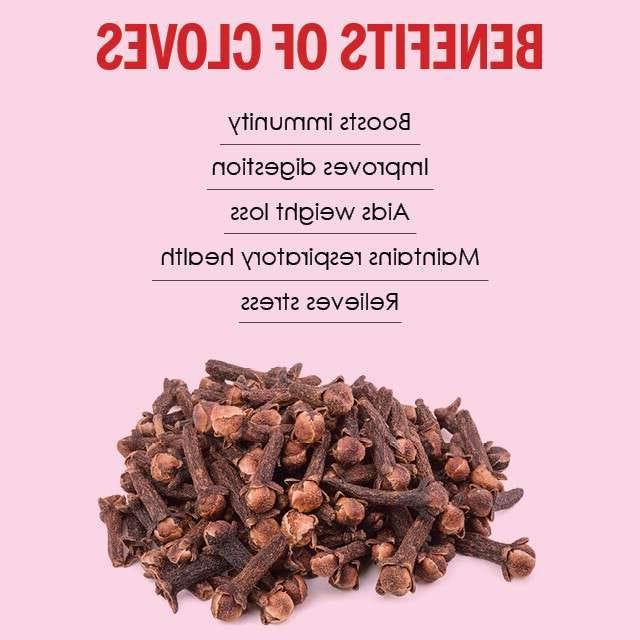 BENEFITS OF CLOVES
Boosts immunity
Improves digestion
Aids weight loss
Maintains respiratory health
Relieves stress